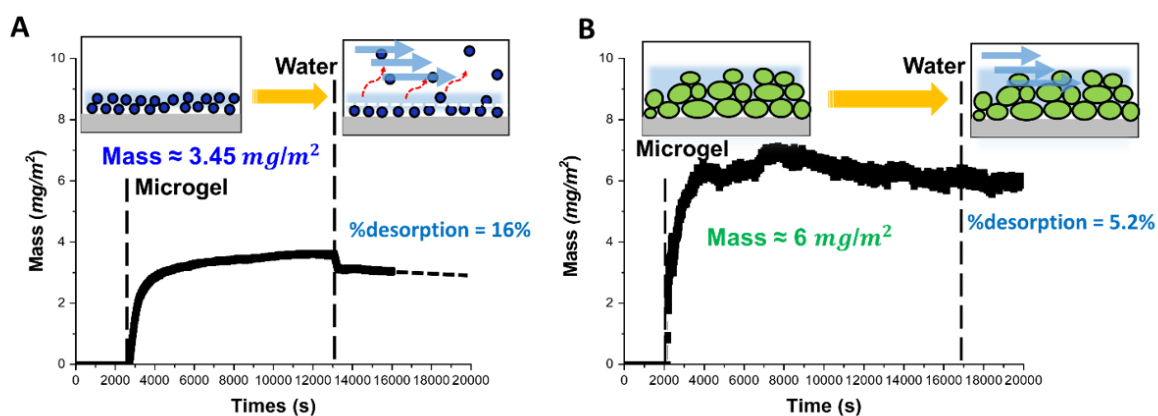 A
Water
Mass ≈ 3.45 mg/m²
Microgel
%desorption = 16%
Mass (mg/m²)
10
8
6
4
2
0
0 2000 4000 6000 8000 10000 12000 14000 16000 18000 20000
Times (s)
B
Water
Microgel
%desorption = 5.2%
Mass ≈ 6 mg/m²
Mass (mg/m²)
10
8
6
4
2
0
0 2000 4000 6000 8000 10000 12000 14000 16000 18000 20000
Time (s)